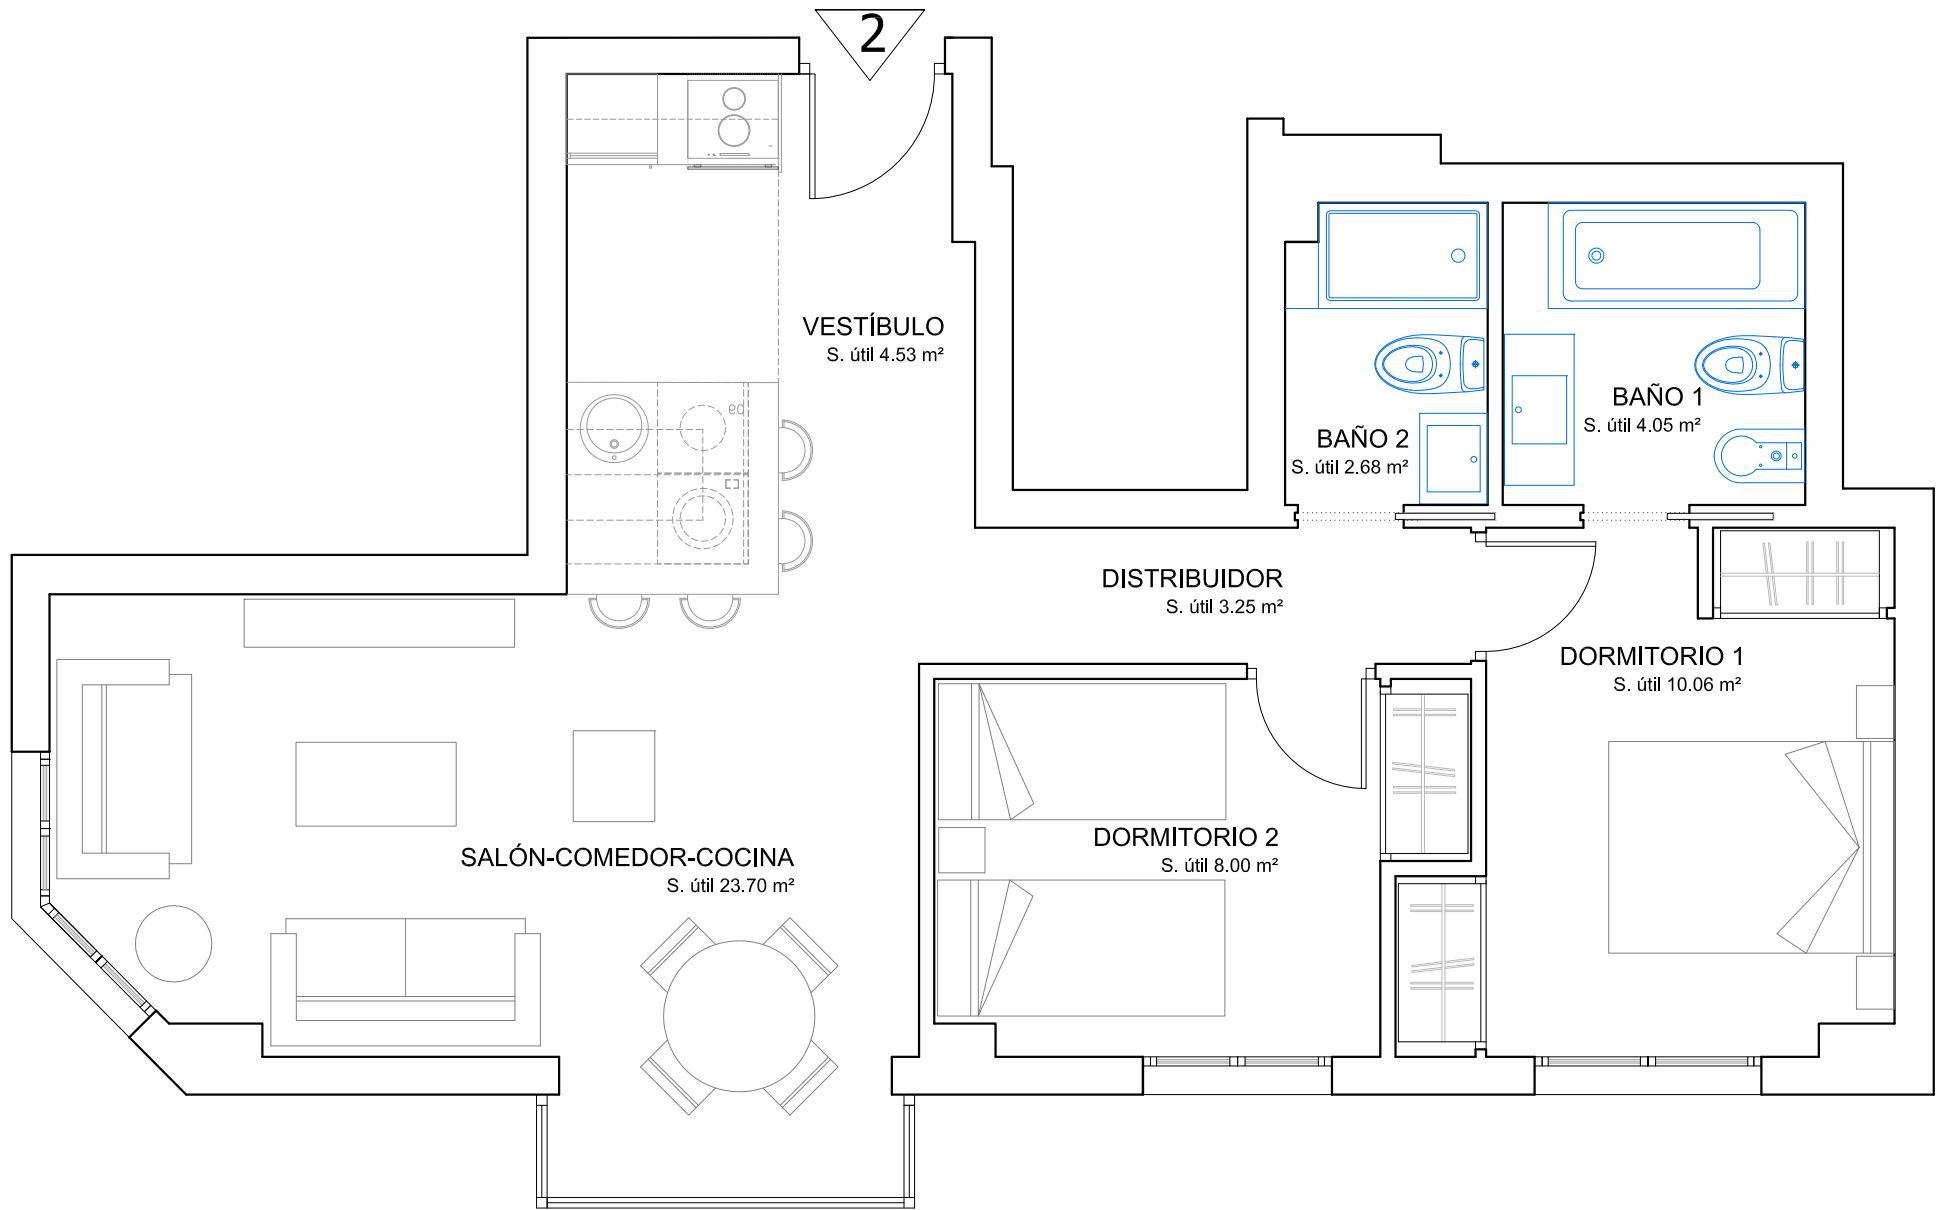 2
VESTÍBULO
S. útil 4.53 m²
BAÑO 1
S. útil 4.05 m²
BAÑO 2
S. útil 2.68 m²
DISTRIBUIDOR
S. útil 3.25 m²
DORMITORIO 1
S. útil 10.06 m²
DORMITORIO 2
S. útil 8.00 m²
SALÓN-COMEDOR-COCINA
S. útil 23.70 m²